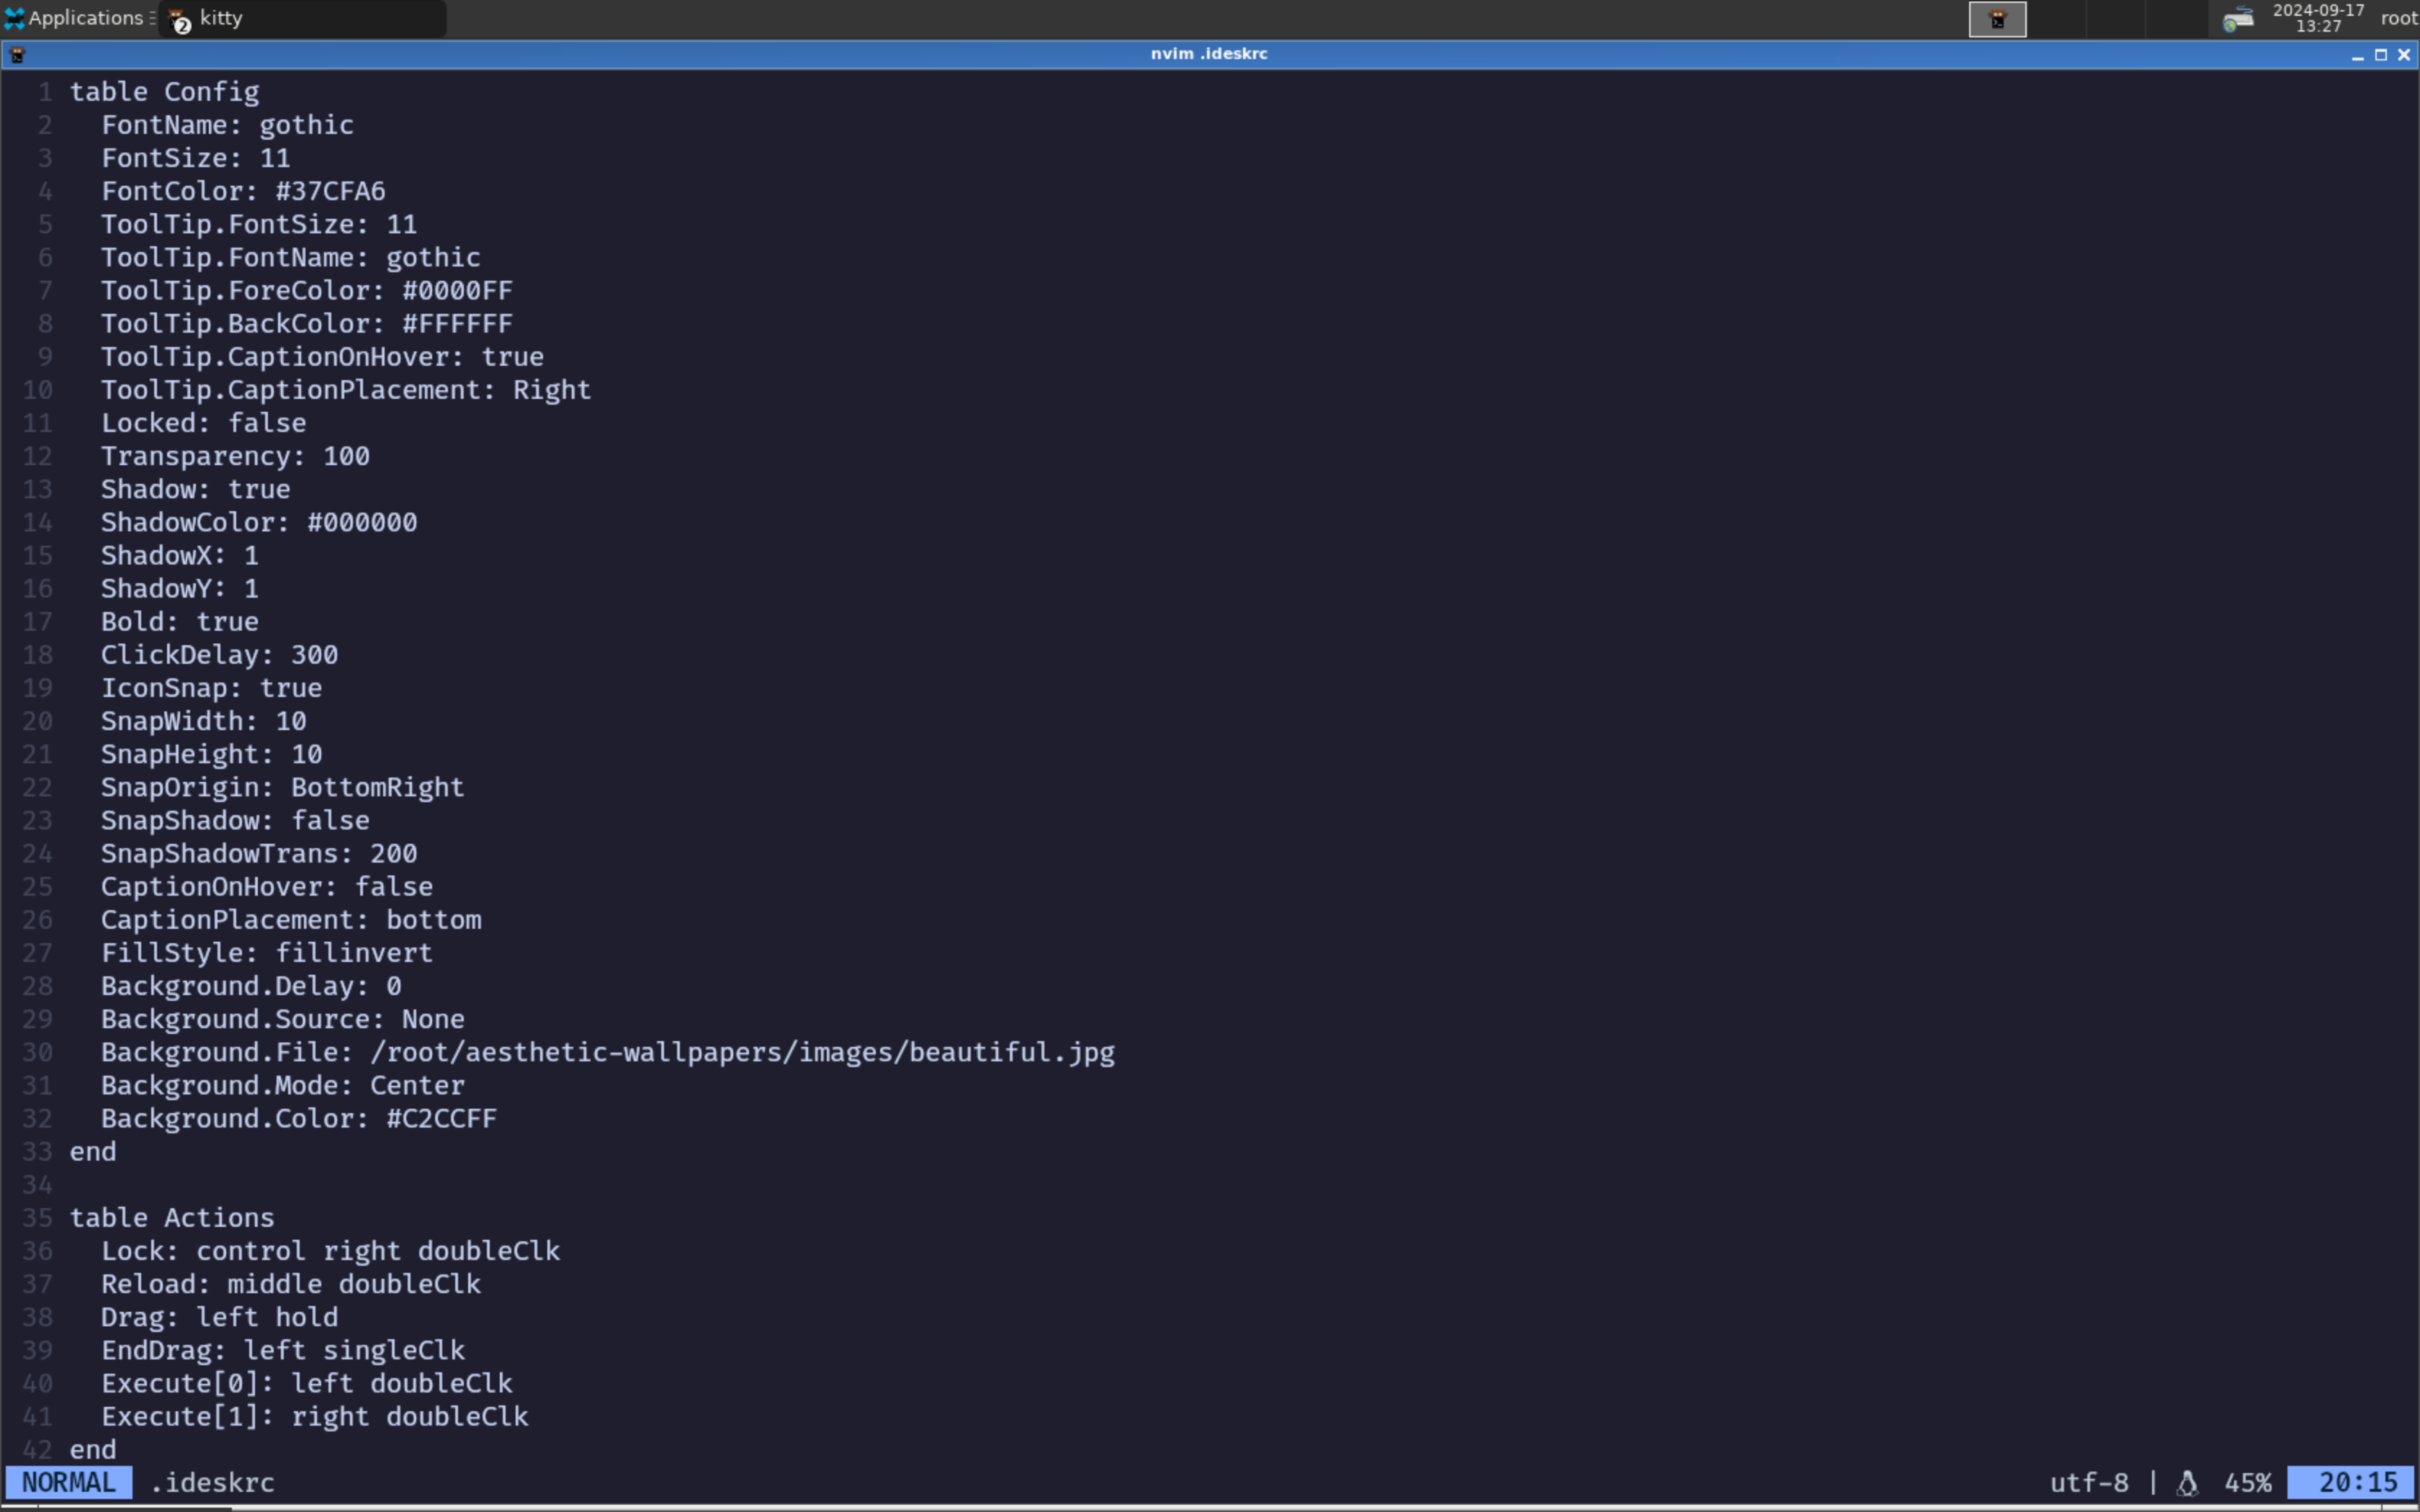 Applications kitty 2024-09-17 root
2 13:27
nvim .ideskrc
1 table Config
2 FontName: gothic
3 FontSize: 11
4 FontColor: #37CFA6
5 ToolTip.FontSize: 11
6 ToolTip.FontName: gothic
7 ToolTip.ForeColor: #0000FF
8 ToolTip.BackColor: #FFFFFF
9 ToolTip.CaptionOnHover: true
10 ToolTip.CaptionPlacement: Right
11 Locked: false
12 Transparency: 100
13 Shadow: true
14 ShadowColor: #000000
15 ShadowX: 1
16 ShadowY: 1
17 Bold: true
18 ClickDelay: 300
19 IconSnap: true
20 SnapWidth: 10
21 SnapHeight: 10
22 SnapOrigin: BottomRight
23 SnapShadow: false
24 SnapShadowTrans: 200
25 CaptionOnHover: false
26 CaptionPlacement: bottom
27 FillStyle: fillinvert
28 Background.Delay: 0
29 Background.Source: None
30 Background.File: /root/aesthetic-wallpapers/images/beautiful.jpg
31 Background.Mode: Center
32 Background.Color: #C2CCFF
33 end
34
35 table Actions
36 Lock: control right doubleClk
37 Reload: middle doubleClk
38 Drag: left hold
39 EndDrag: left singleClk
40 Execute[0]: left doubleClk
41 Execute[1]: right doubleClk
42 end
NORMAL .ideskrc utf-8 | 45% 20:15